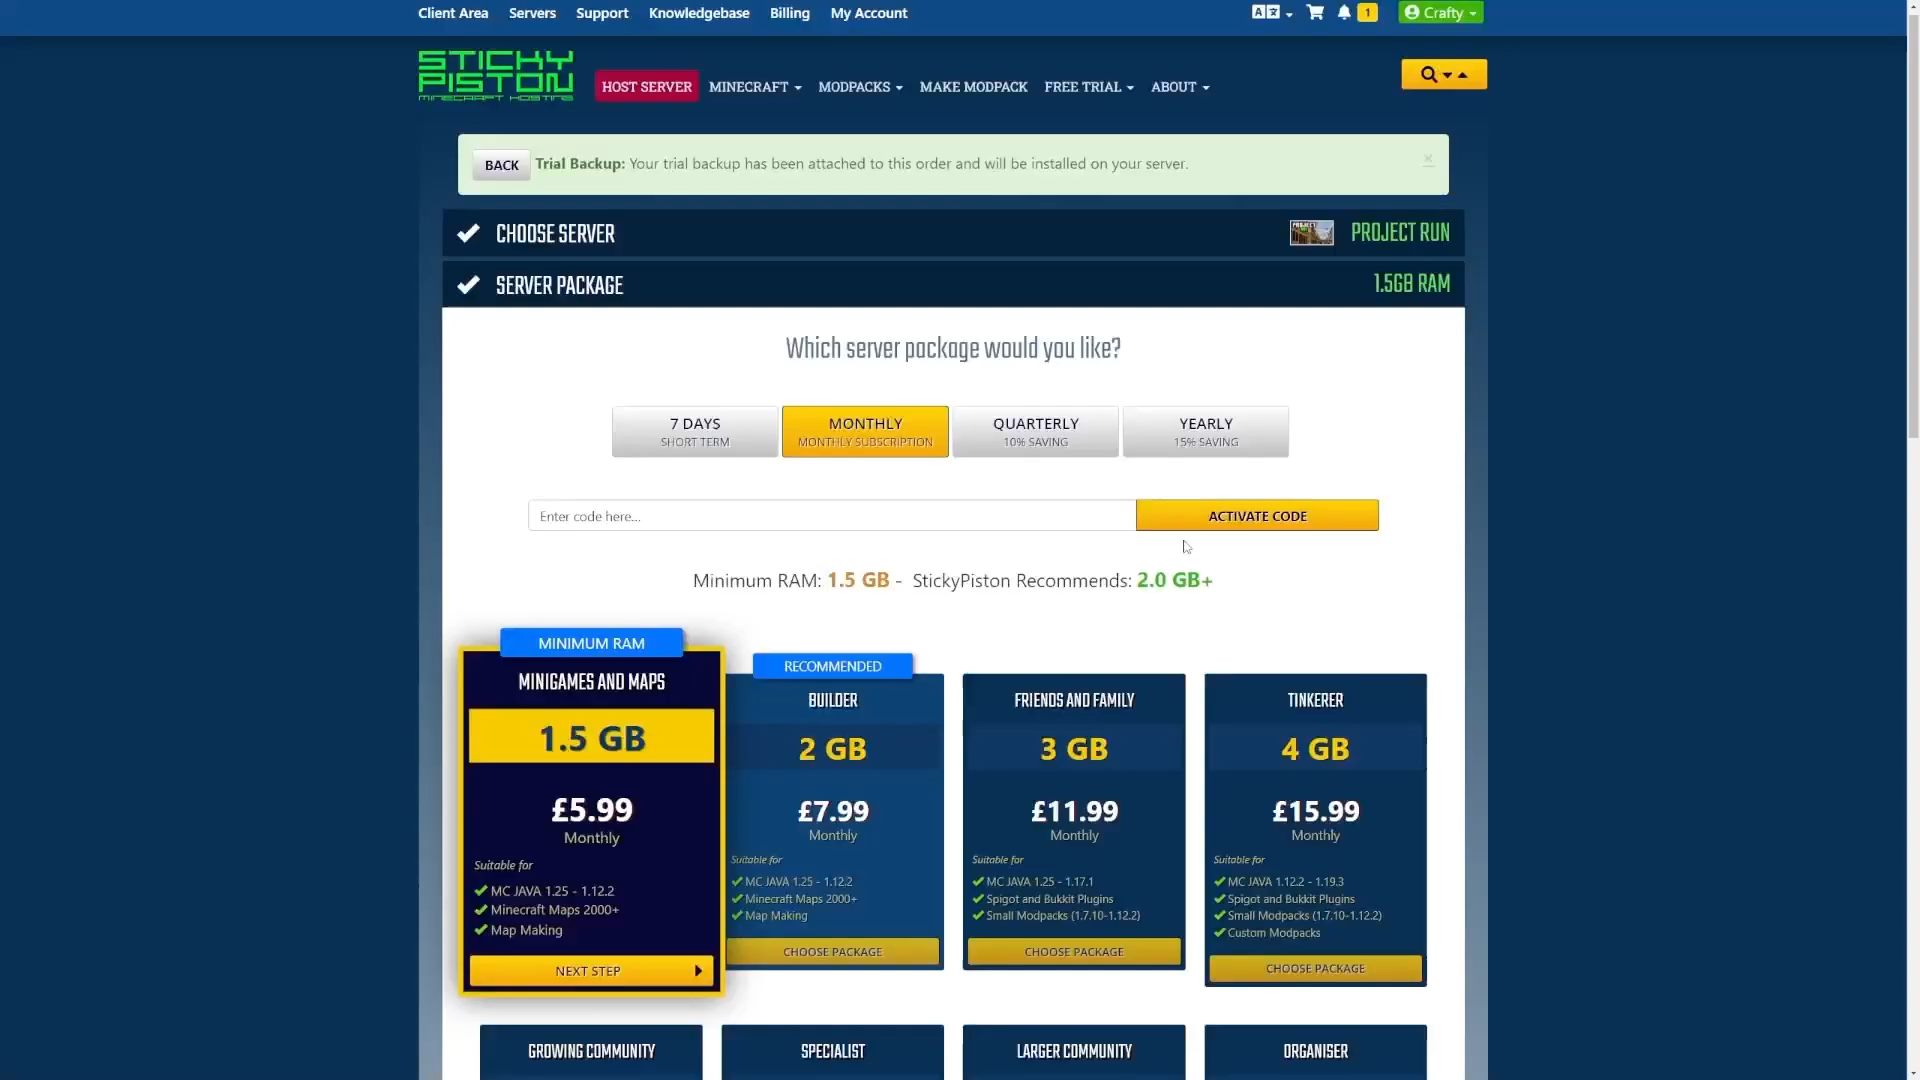 Client Area Servers Support Knowledgebase Billing My Account 1 Crafty
STICKY
PISTON
MINECRAFT HOSTING
HOST SERVER MINECRAFT MODPACKS MAKE MODPACK FREE TRIAL ABOUT
BACK Trial Backup: Your trial backup has been attached to this order and will be installed on your server.
CHOOSE SERVER PROJECT RUN
SERVER PACKAGE 1.5GB RAM
Which server package would you like?
7 DAYS
SHORT TERM
MONTHLY
MONTHLY SUBSCRIPTION
QUARTERLY
10% SAVING
YEARLY
15% SAVING
Enter code here... ACTIVATE CODE
Minimum RAM: 1.5 GB - StickyPiston Recommends: 2.0 GB+
MINIMUM RAM
MINIGAMES AND MAPS
1.5 GB
£5.99
Monthly
Suitable for
MC JAVA 1.25 - 1.12.2
Minecraft Maps 2000+
Map Making
NEXT STEP
RECOMMENDED
BUILDER
2 GB
£7.99
Monthly
Suitable for
MC JAVA 1.25 - 1.12.2
Minecraft Maps 2000+
Map Making
CHOOSE PACKAGE
FRIENDS AND FAMILY
3 GB
£11.99
Monthly
Suitable for
MC JAVA 1.25 - 1.17.1
Spigot and Bukkit Plugins
Small Modpacks (1.7.10-1.12.2)
CHOOSE PACKAGE
TINKERER
4 GB
£15.99
Monthly
Suitable for
MC JAVA 1.12.2 - 1.19.3
Spigot and Bukkit Plugins
Small Modpacks (1.7.10-1.12.2)
Custom Modpacks
CHOOSE PACKAGE
GROWING COMMUNITY
SPECIALIST
LARGER COMMUNITY
ORGANISER